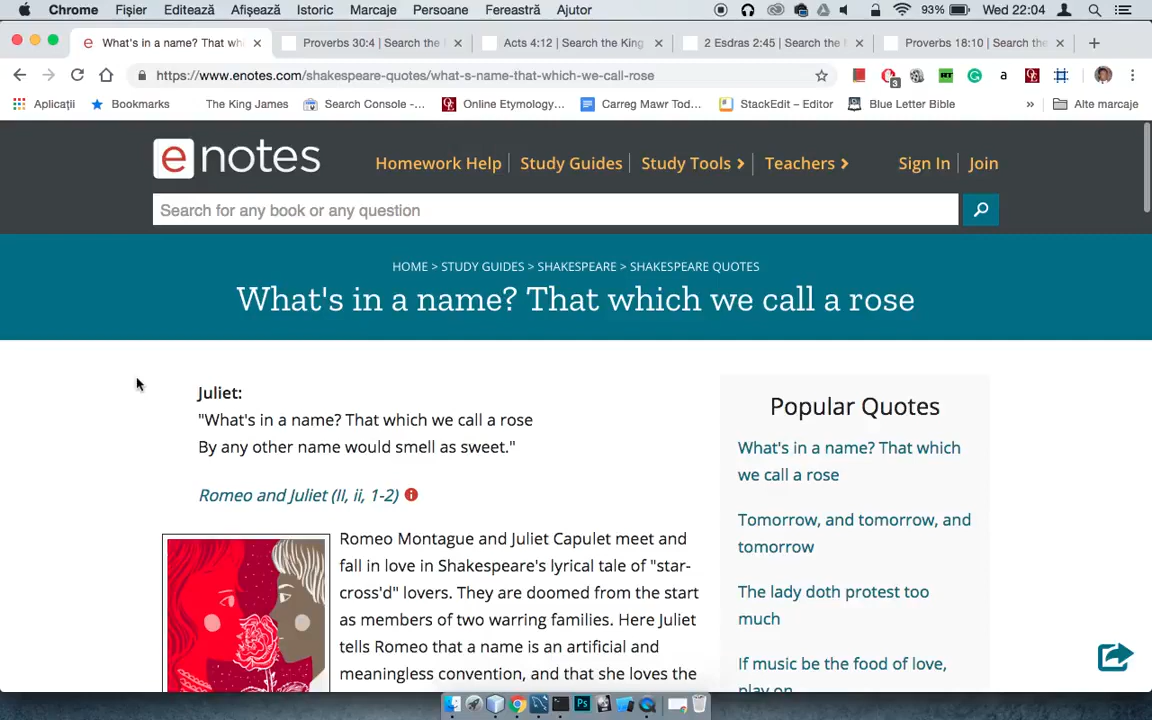 Chrome Fișier Editează Afișează Istoric Marcaje Persoane Fereastră Ajutor 93% Wed 22:04
What's in a name? That wh Proverbs 30:4 | Search the Acts 4:12 | Search the King 2 Esdras 2:45 | Search the Proverbs 18:10 | Search the
https://www.enotes.com/shakespeare-quotes/what-s-name-that-which-we-call-rose
Aplicații Bookmarks The King James Search Console -... Online Etymology... Carreg Mawr Tod... StackEdit – Editor Blue Letter Bible » Alte marcaje
e notes Homework Help Study Guides Study Tools Teachers Sign In Join
Search for any book or any question
HOME > STUDY GUIDES > SHAKESPEARE > SHAKESPEARE QUOTES
What's in a name? That which we call a rose
Juliet:
"What's in a name? That which we call a rose
By any other name would smell as sweet."
Romeo and Juliet (II, ii, 1-2)
Romeo Montague and Juliet Capulet meet and
fall in love in Shakespeare's lyrical tale of "star-
cross'd" lovers. They are doomed from the start
as members of two warring families. Here Juliet
tells Romeo that a name is an artificial and
meaningless convention, and that she loves the
Popular Quotes
What's in a name? That which
we call a rose
Tomorrow, and tomorrow, and
tomorrow
The lady doth protest too
much
If music be the food of love,
play on